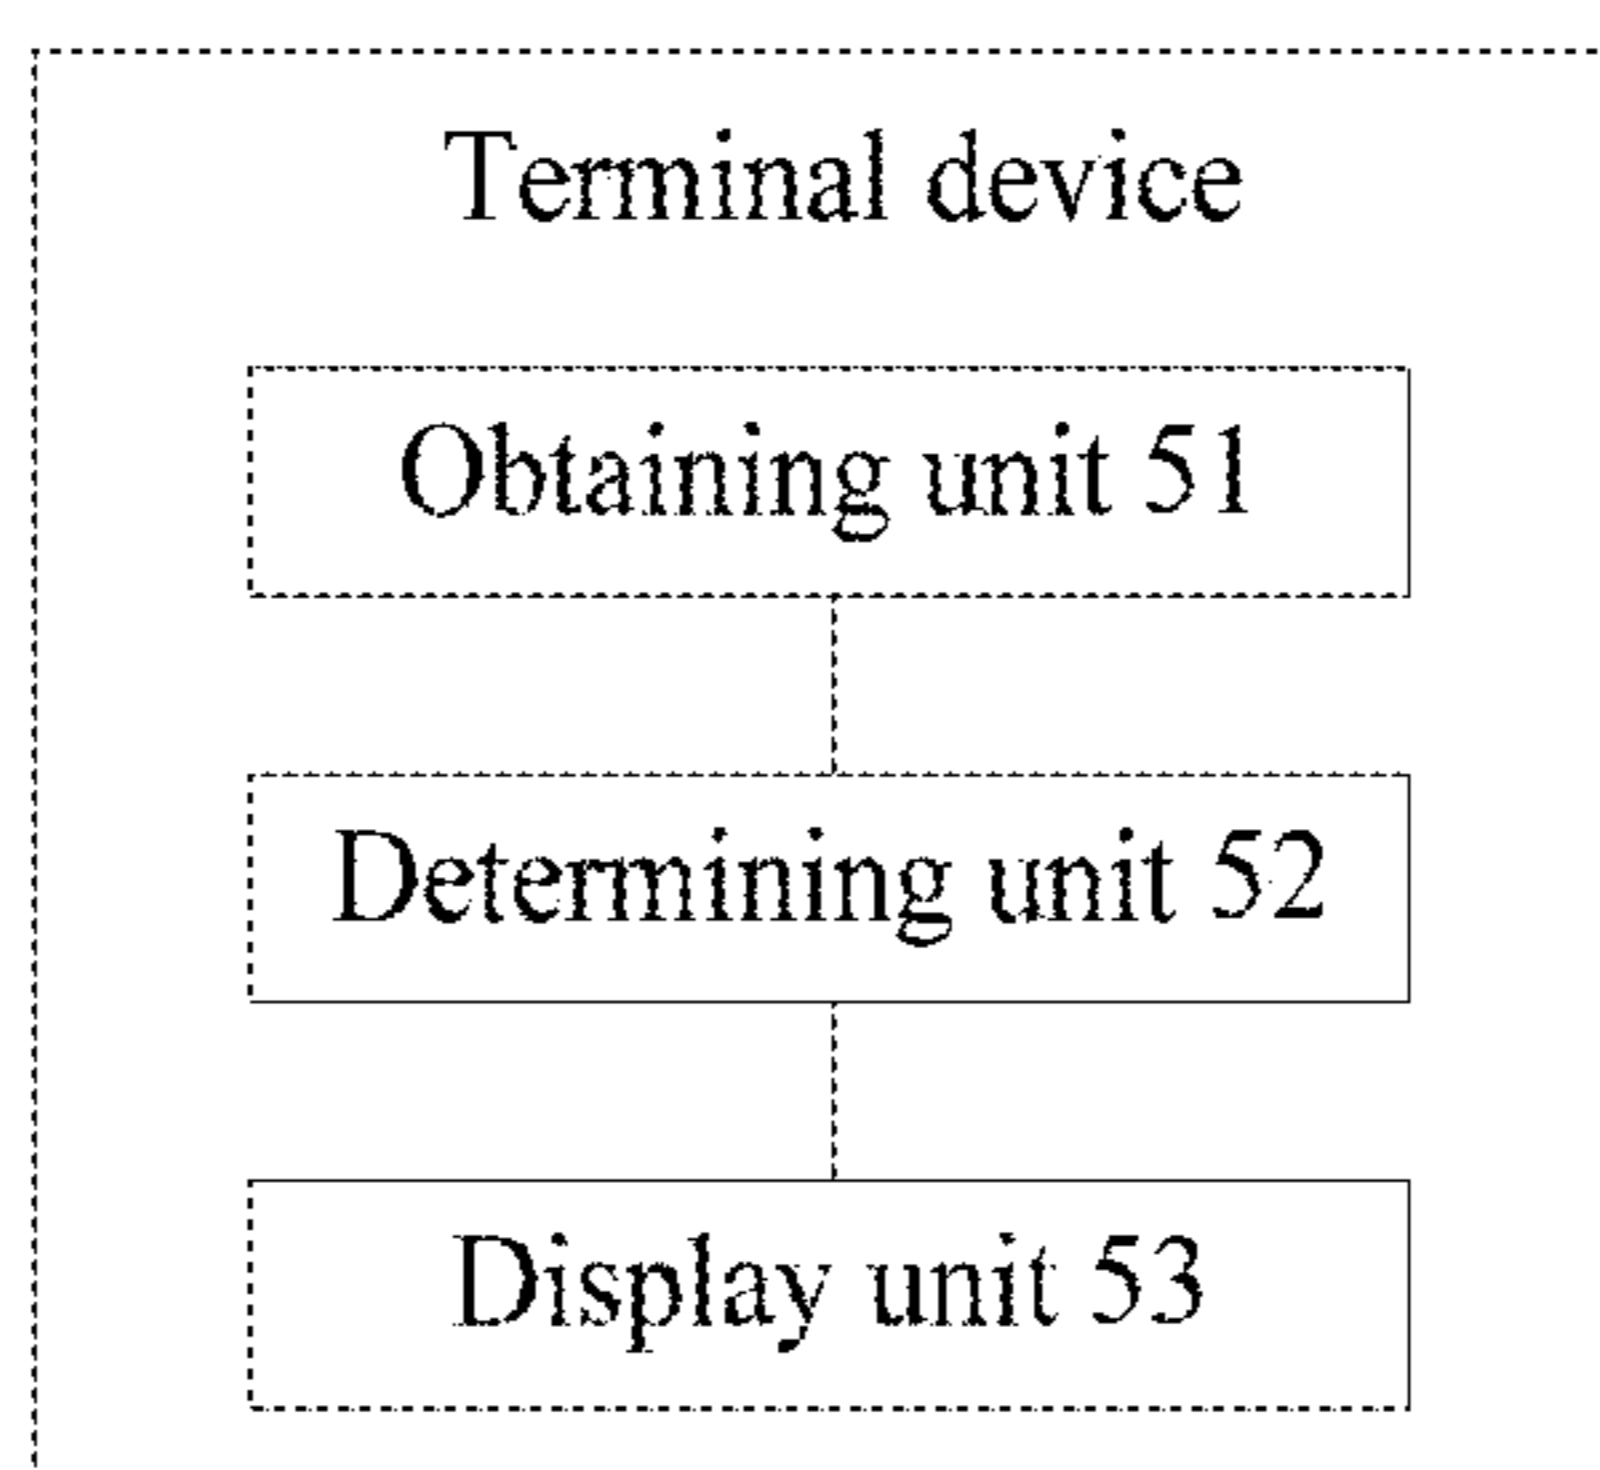 Terminal device
Obtaining unit 51
Determining unit 52
Display unit 53